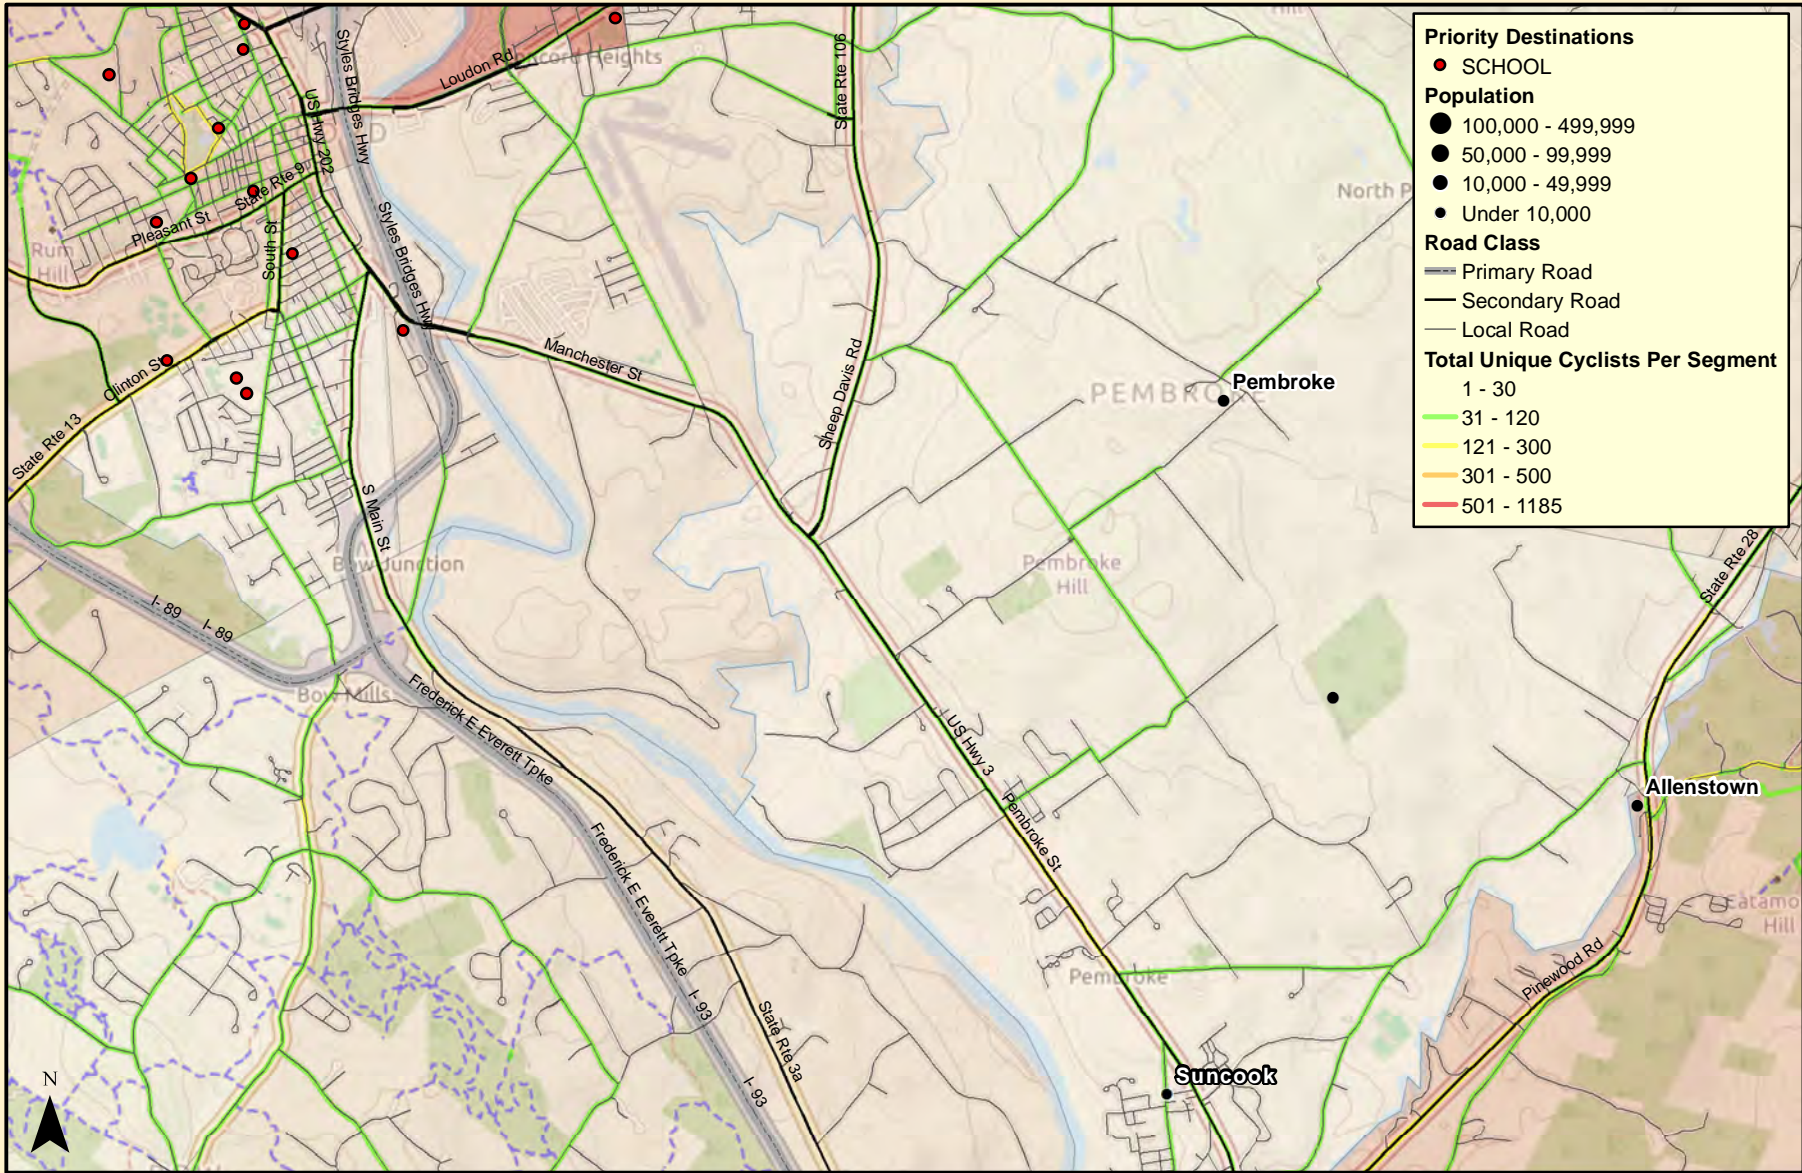 Priority Destinations
SCHOOL
Population
100,000 - 499,999
50,000 - 99,999
10,000 - 49,999
Under 10,000
Road Class
Primary Road
Secondary Road
Local Road
Total Unique Cyclists Per Segment
1 - 30
31 - 120
121 - 300
301 - 500
501 - 1185
Styles Bridges Hwy
Loudon Rd
State Rte 106
US Hwy 202
State Rte 9
Pleasant St
South St
Rum
Hill
Styles Bridges Hwy
North P
Manchester St
Sheep Davis Rd
Clinton St
State Rte 13
PEMBROKE
Pembroke
S Main St
Bow Junction
Pembroke
Hill
State Rte 28
I- 89
I- 89
Bow Mills
Frederick E Everett Tpke
US Hwy 3
Allenstown
Pembroke St
Frederick E Everett Tpke
Hill
Pinewood Rd
Pembroke
I- 93
State Rte 3a
I- 93
Suncook
N